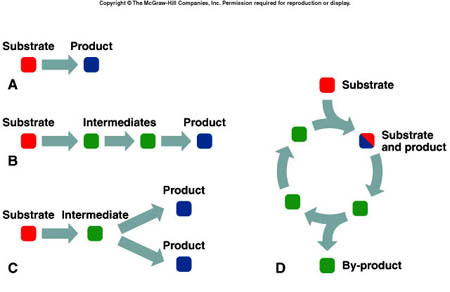 Copyright © The McGraw-Hill Companies, Inc. Permission required for reproduction or display.
Substrate Product
A
Substrate Intermediates Product
B
Substrate Intermediate
Product
Product
C
Substrate
Substrate
and product
By-product
D